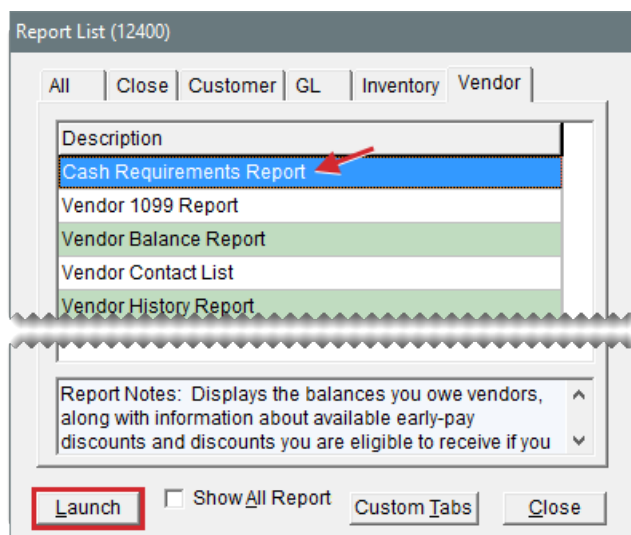 Report List (12400)
All Close Customer GL Inventory Vendor
Description
Cash Requirements Report
Vendor 1099 Report
Vendor Balance Report
Vendor Contact List
Vendor History Report
Report Notes: Displays the balances you owe vendors,
along with information about available early-pay
discounts and discounts you are eligible to receive if you
Launch Show All Report Custom Tabs Close